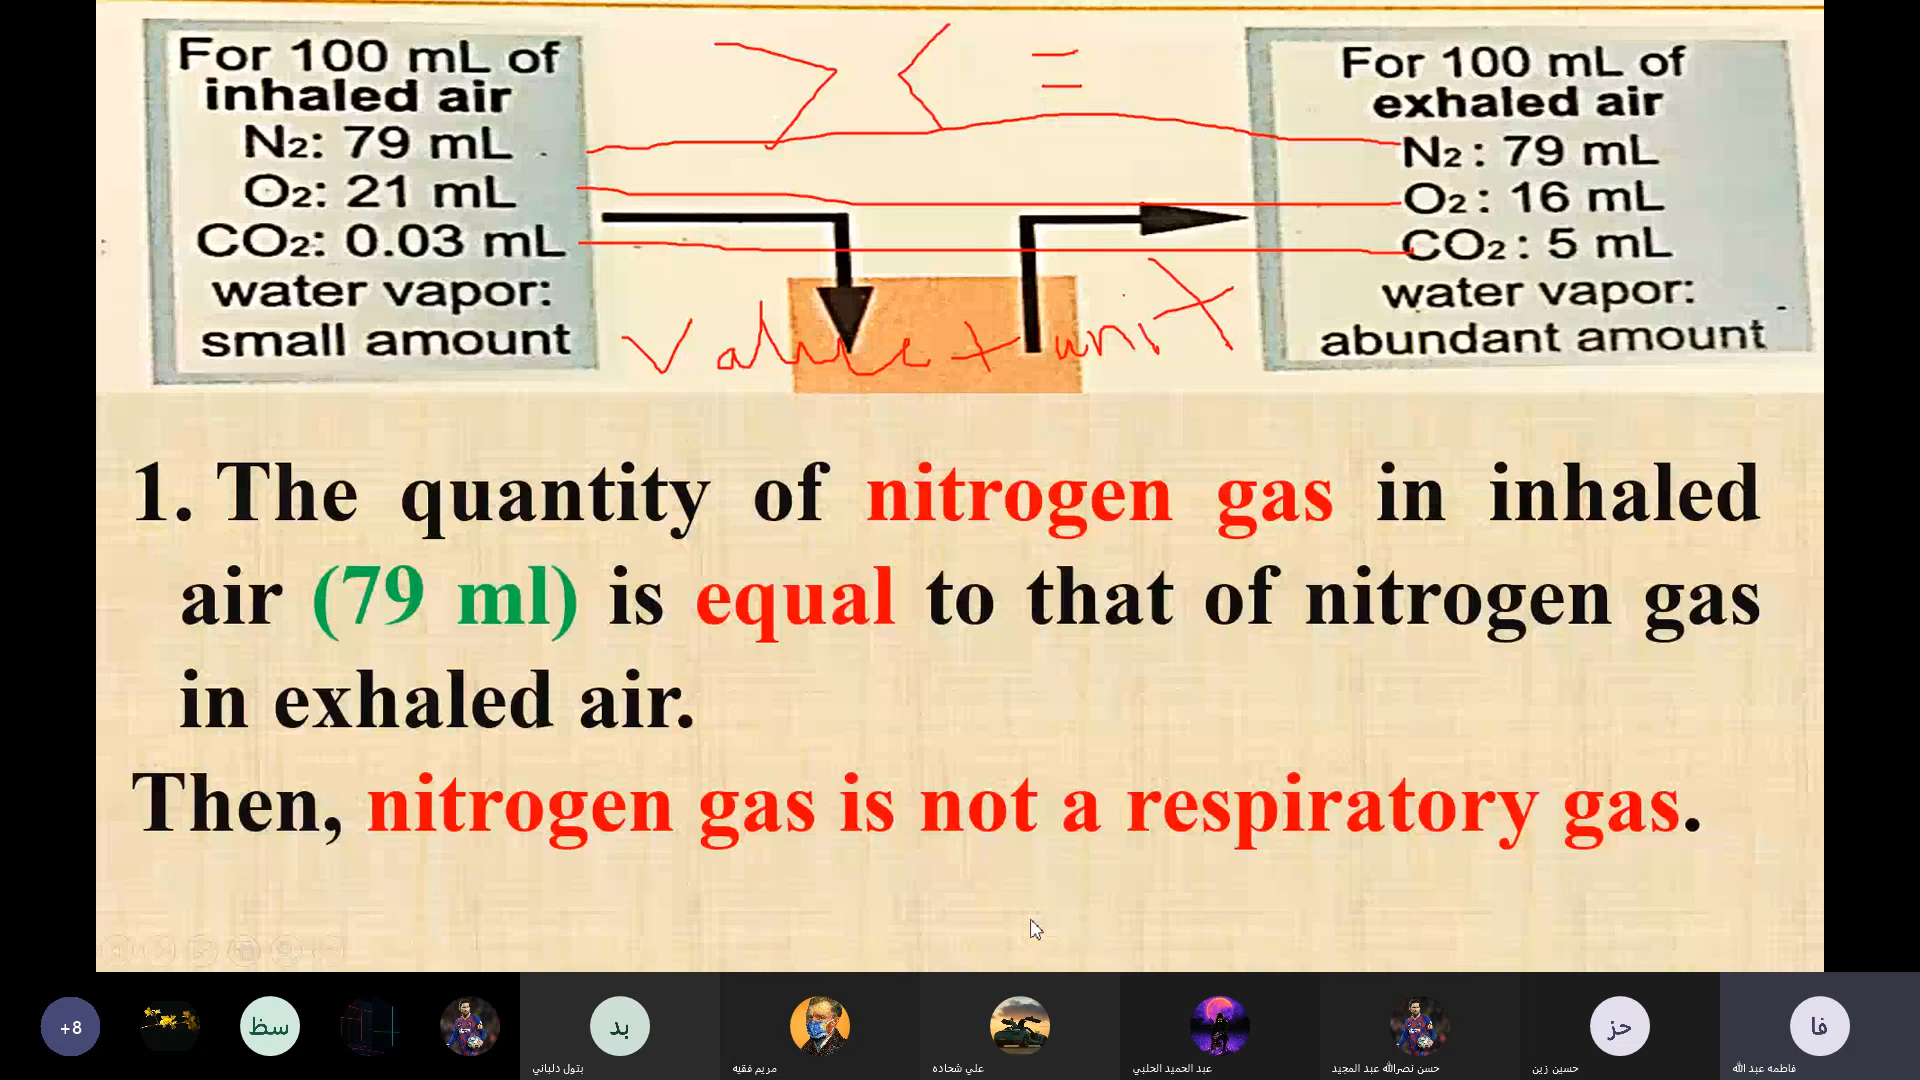 For 100 mL of
inhaled air
N2: 79 mL
O2: 21 mL
CO2: 0.03 mL
water vapor:
small amount
> < =
Value + unit
For 100 mL of
exhaled air
N2 : 79 mL
O2 : 16 mL
CO2 : 5 mL
water vapor:
abundant amount
1. The quantity of nitrogen gas in inhaled
air (79 ml) is equal to that of nitrogen gas
in exhaled air.
Then, nitrogen gas is not a respiratory gas.
+8
سظ
بد
بتول دلباني
مريم فقيه
علي شحاده
عبد الحميد الحلبي
حسن نصرالله عبد المجيد
حز
حسين زين
فا
فاطمه عبد الله